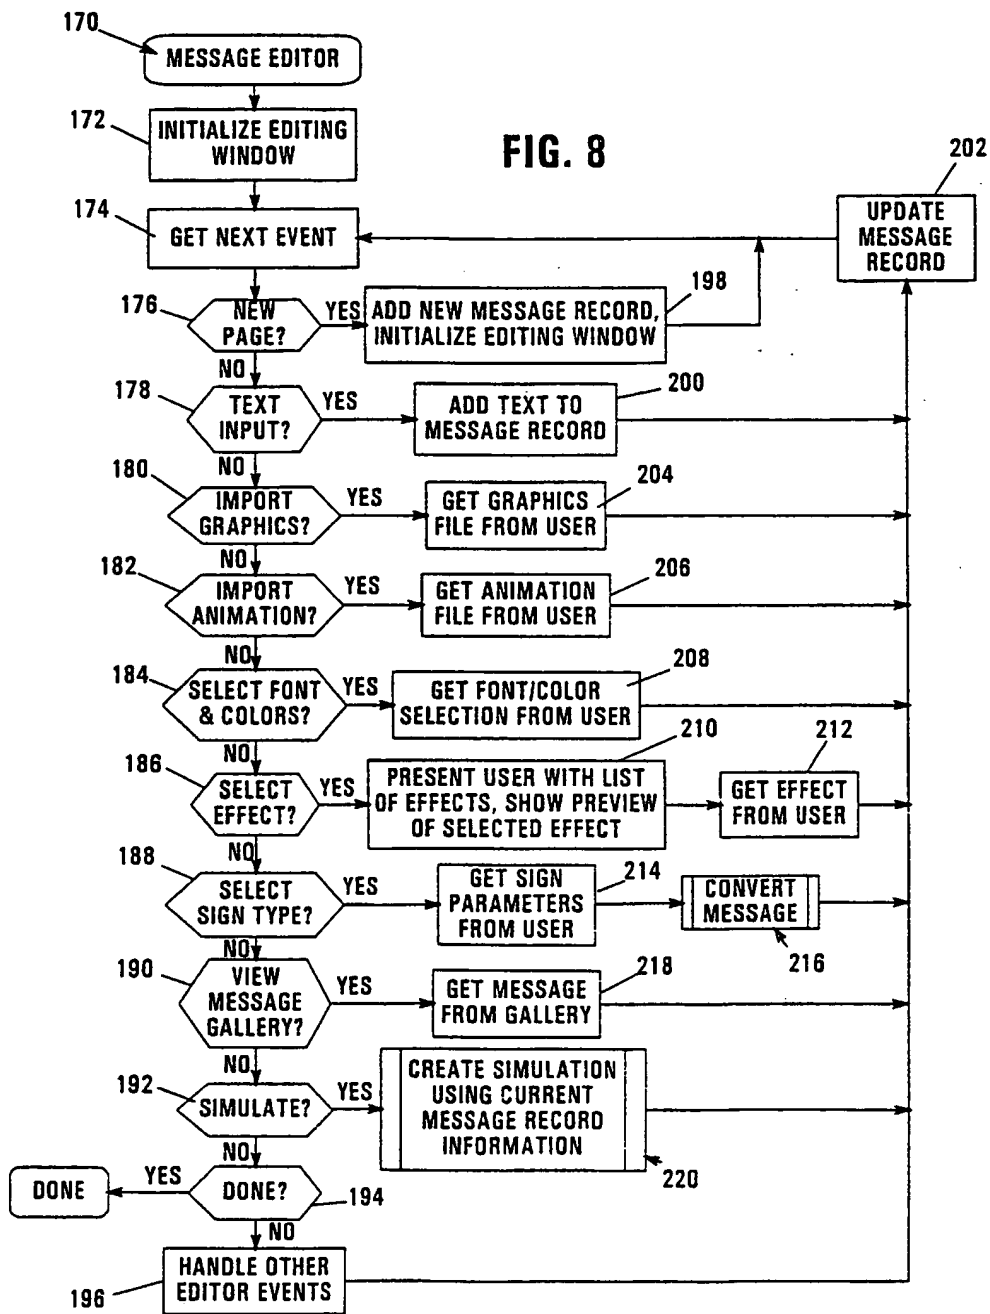 170
MESSAGE EDITOR
172
INITIALIZE EDITING
WINDOW
FIG. 8
202
174
GET NEXT EVENT
UPDATE
MESSAGE
RECORD
176
NEW
PAGE?
YES
ADD NEW MESSAGE RECORD,
INITIALIZE EDITING WINDOW
198
NO
178
TEXT
INPUT?
YES
ADD TEXT TO
MESSAGE RECORD
200
NO
180
IMPORT
GRAPHICS?
YES
GET GRAPHICS
FILE FROM USER
204
NO
182
IMPORT
ANIMATION?
YES
GET ANIMATION
FILE FROM USER
206
NO
184
SELECT FONT
& COLORS?
YES
GET FONT/COLOR
SELECTION FROM USER
208
NO
186
SELECT
EFFECT?
YES
PRESENT USER WITH LIST
OF EFFECTS, SHOW PREVIEW
OF SELECTED EFFECT
210
GET EFFECT
FROM USER
212
NO
188
SELECT
SIGN TYPE?
YES
GET SIGN
PARAMETERS
FROM USER
214
CONVERT
MESSAGE
216
NO
190
VIEW
MESSAGE
GALLERY?
YES
GET MESSAGE
FROM GALLERY
218
NO
192
SIMULATE?
YES
CREATE SIMULATION
USING CURRENT
MESSAGE RECORD
INFORMATION
220
NO
DONE
YES
DONE?
194
NO
HANDLE OTHER
EDITOR EVENTS
196